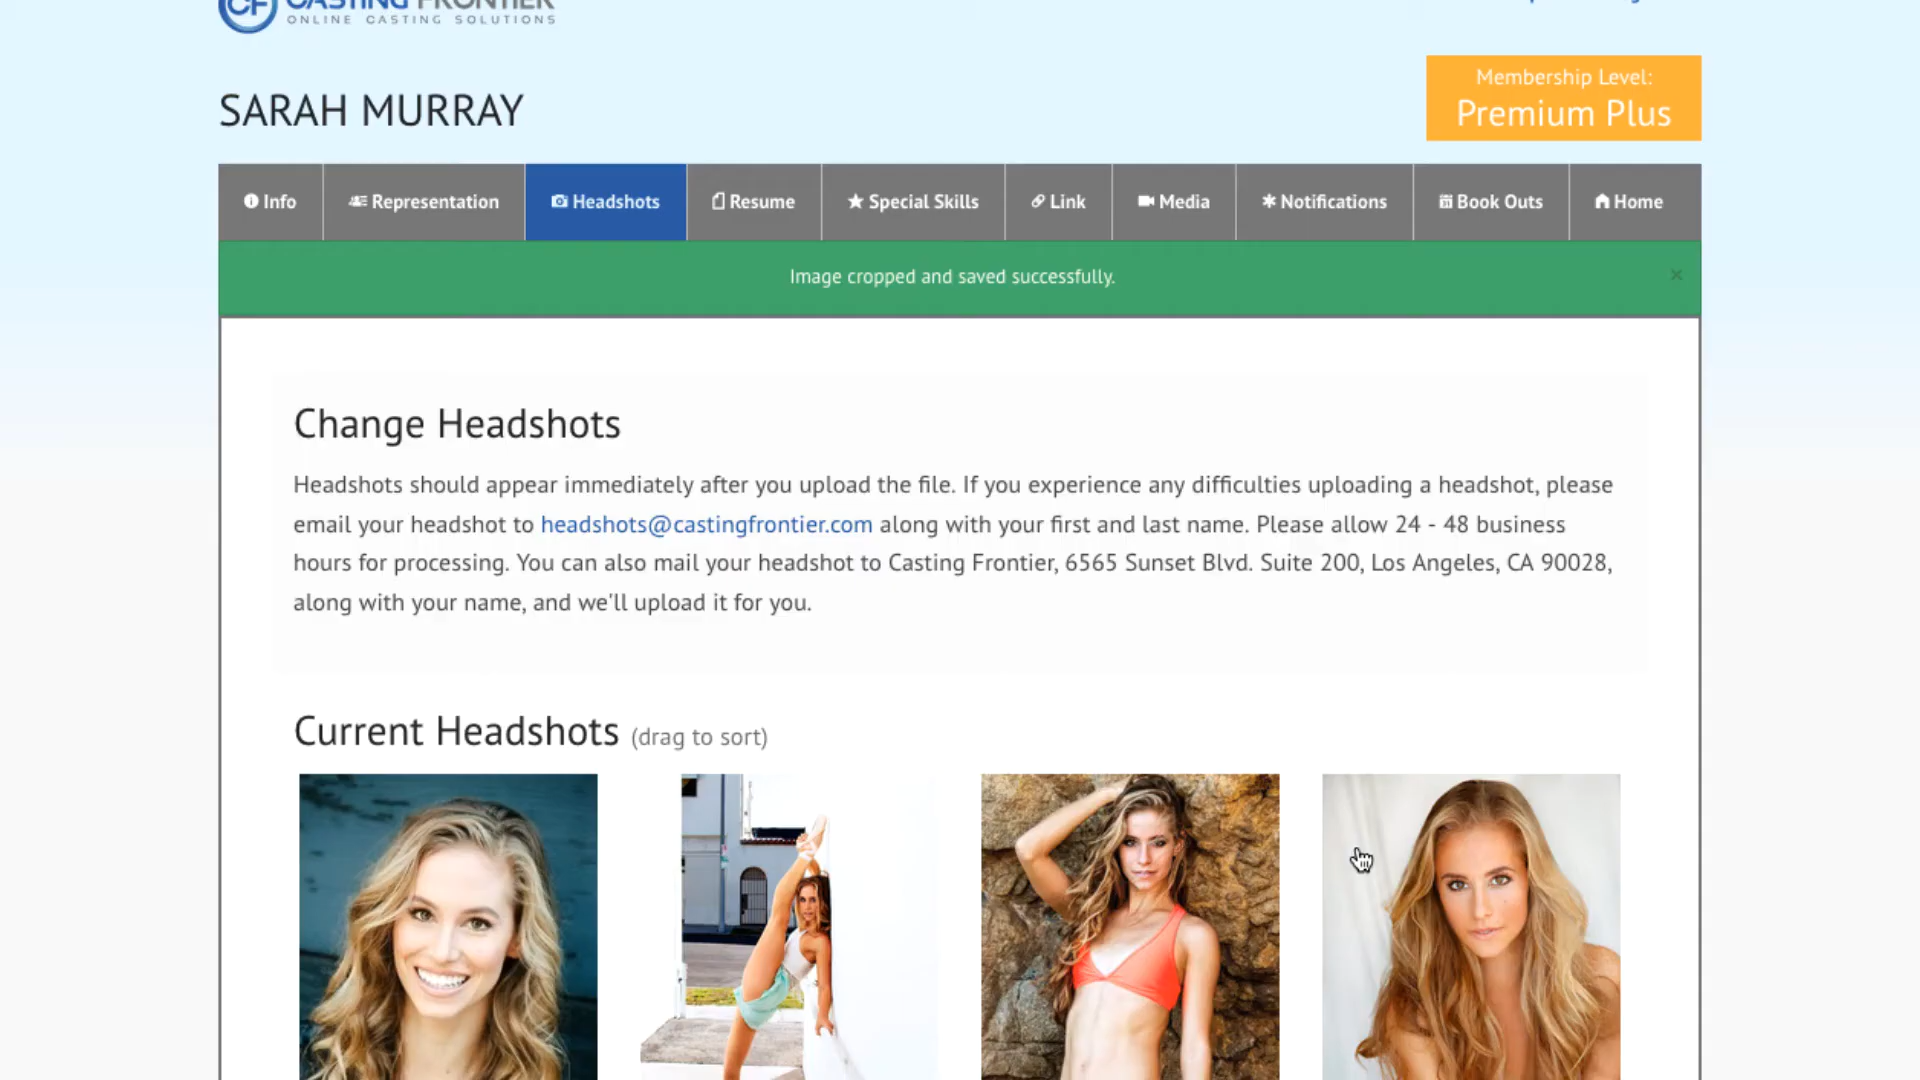 CASTING FRONTIER
ONLINE CASTING SOLUTIONS
SARAH MURRAY
Membership Level:
Premium Plus
Info Representation Headshots Resume Special Skills Link Media Notifications Book Outs Home
Image cropped and saved successfully. ×
Change Headshots
Headshots should appear immediately after you upload the file. If you experience any difficulties uploading a headshot, please
email your headshot to headshots@castingfrontier.com along with your first and last name. Please allow 24 - 48 business
hours for processing. You can also mail your headshot to Casting Frontier, 6565 Sunset Blvd. Suite 200, Los Angeles, CA 90028,
along with your name, and we'll upload it for you.
Current Headshots (drag to sort)